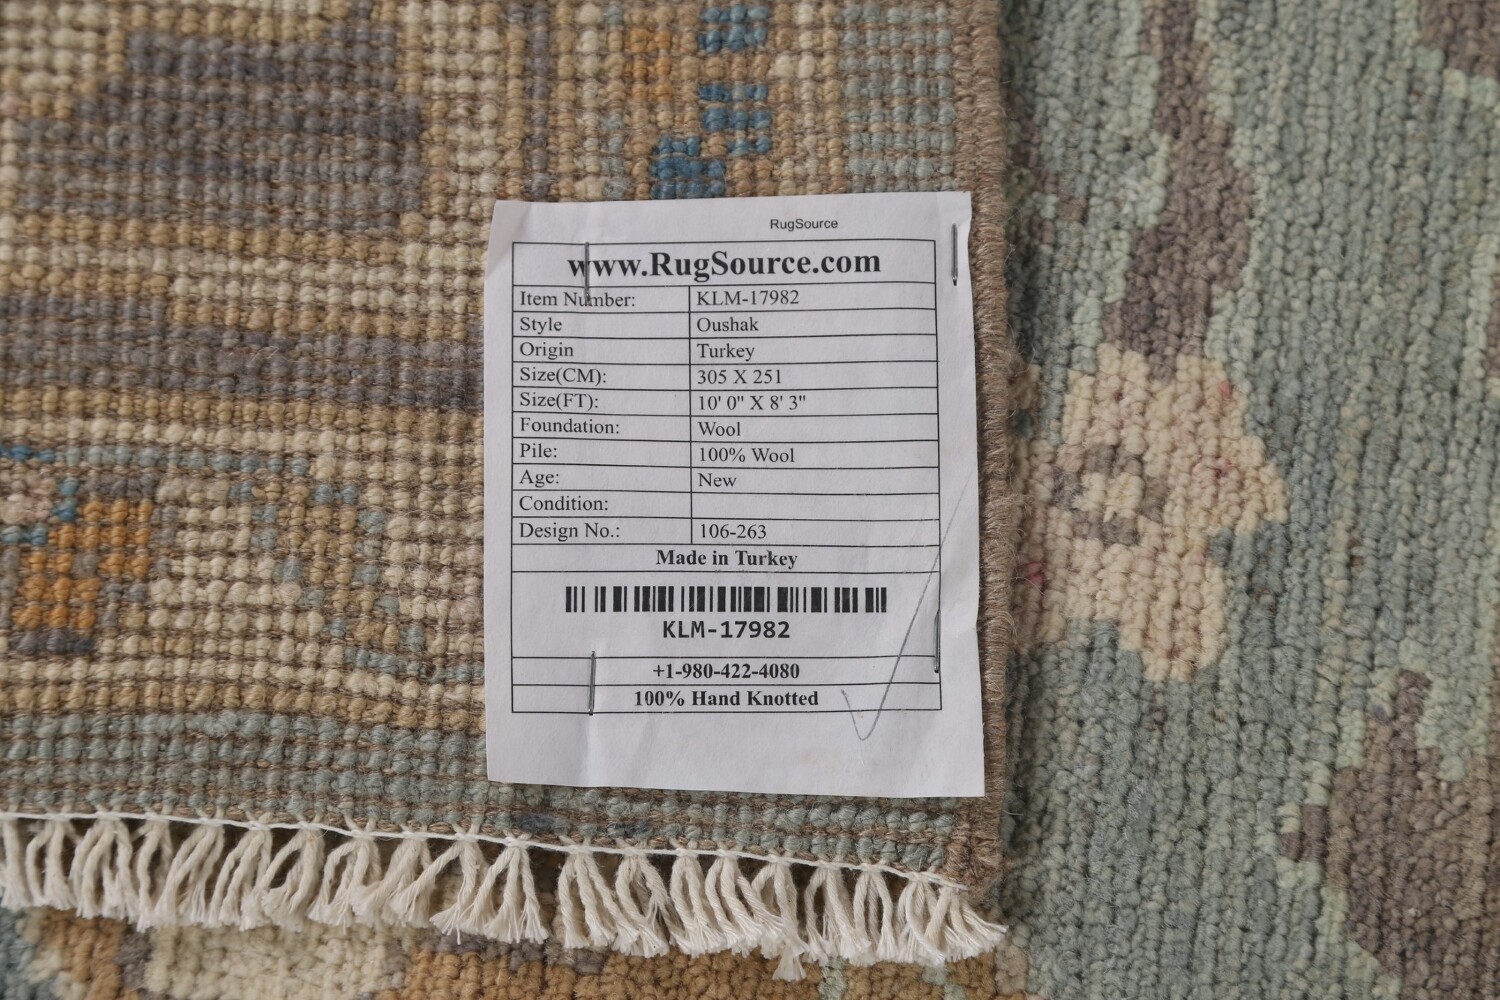 RugSource
www.RugSource.com
Item Number: KLM-17982
Style Oushak
Origin Turkey
Size(CM): 305 X 251
Size(FT): 10' 0" X 8' 3"
Foundation: Wool
Pile: 100% Wool
Age: New
Condition:
Design No.: 106-263
Made in Turkey
KLM-17982
+1-980-422-4080
100% Hand Knotted